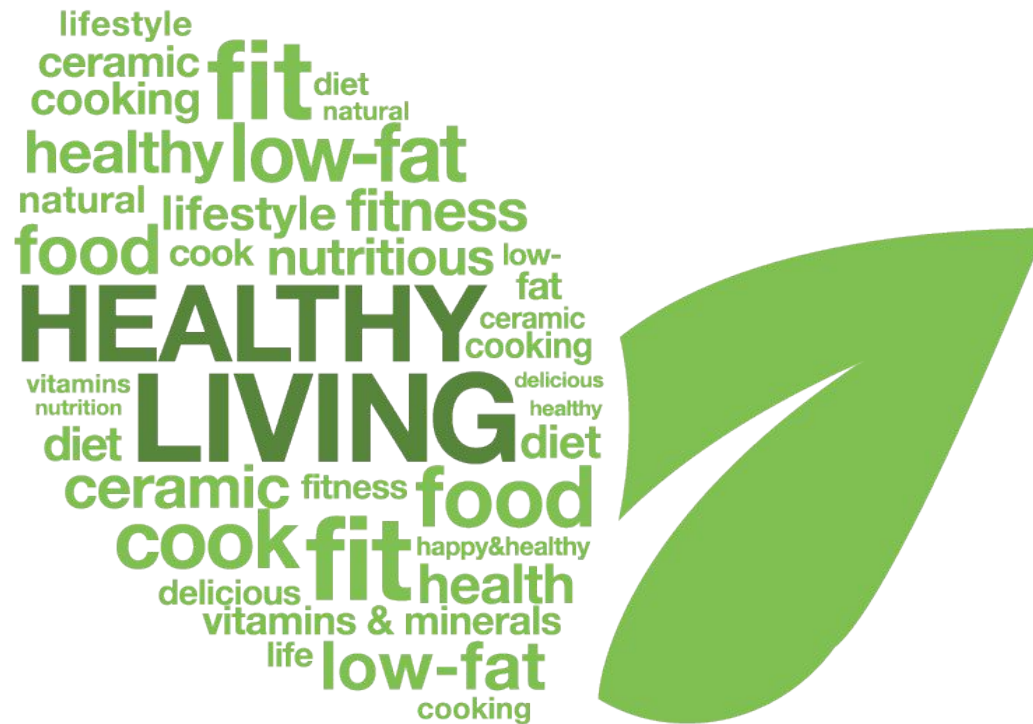 lifestyle
ceramic fit diet
cooking natural
healthy low-fat
natural lifestyle fitness
food cook nutritious low-
fat
HEALTHY ceramic
cooking
vitamins LIVING delicious
nutrition healthy
diet diet
ceramic fitness food
cook fit happy&healthy
delicious health
vitamins & minerals
life low-fat
cooking